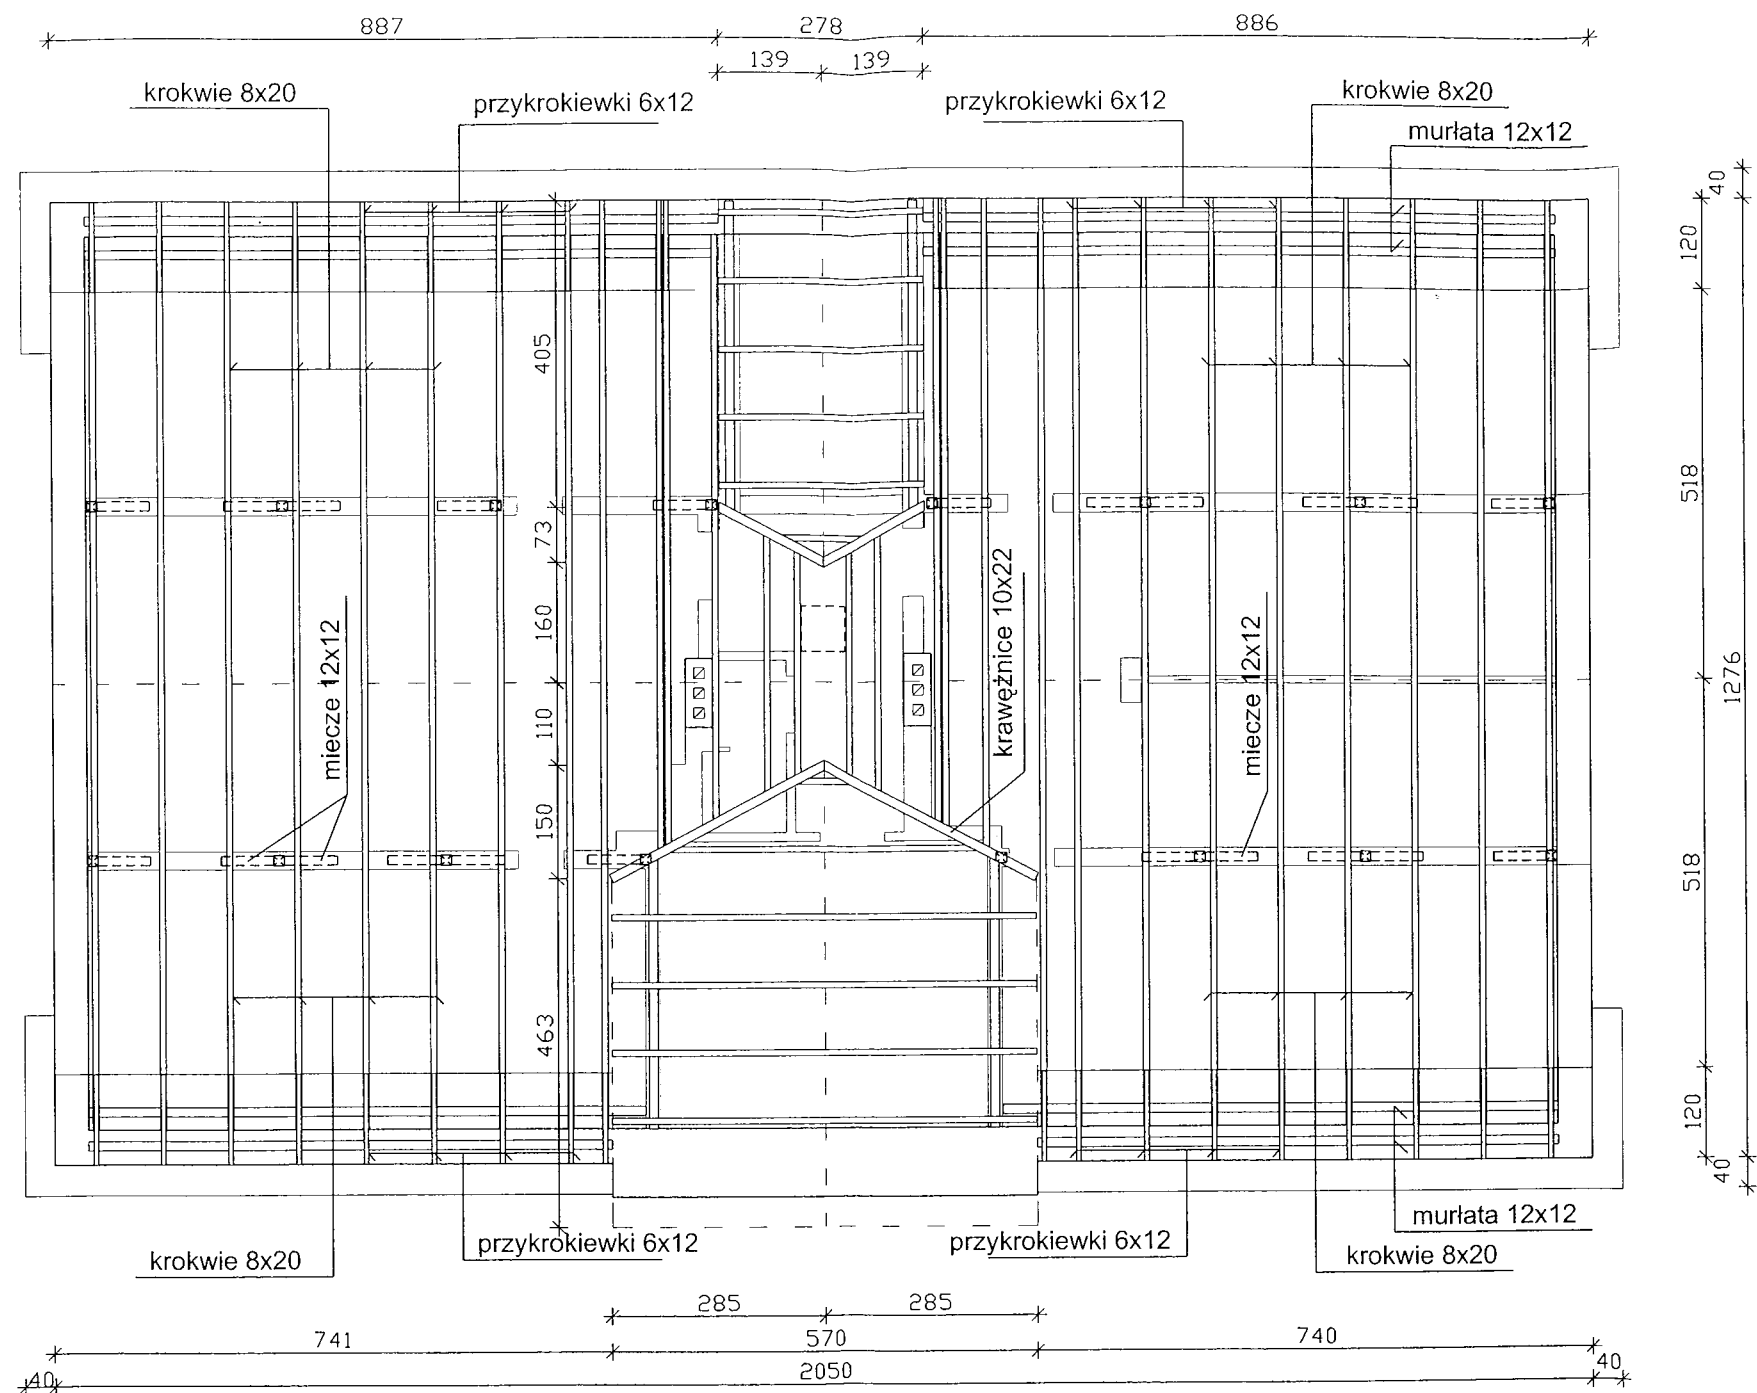 887
278
886
139
139
krokwie 8x20
przykrokiewki 6x12
przykrokiewki 6x12
krokwie 8x20
murłata 12x12
40
120
405
518
73
krawężnice 10x22
160
miecze 12x12
miecze 12x12
1276
110
150
518
463
120
40
krokwie 8x20
przykrokiewki 6x12
przykrokiewki 6x12
murłata 12x12
krokwie 8x20
285
285
741
570
740
40
2050
40